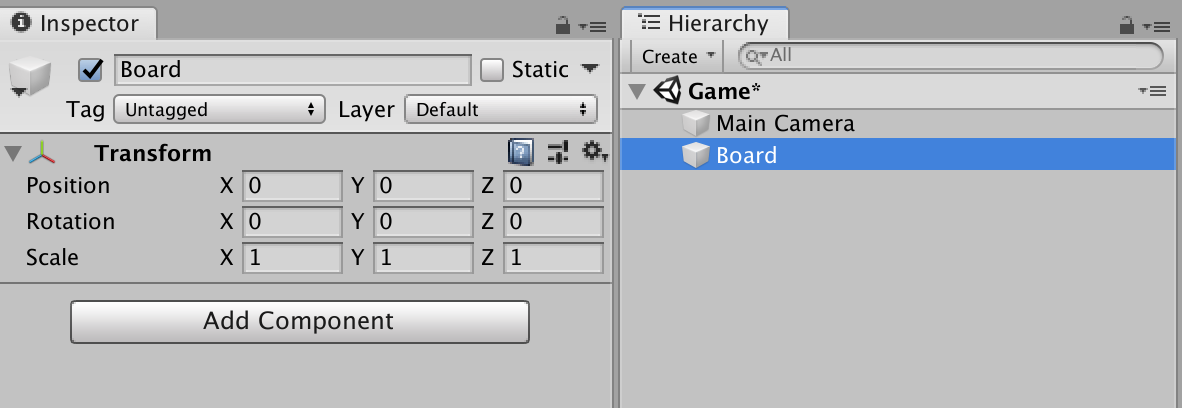 Inspector
Board
Static
Tag Untagged Layer Default
Transform
Position X 0 Y 0 Z 0
Rotation X 0 Y 0 Z 0
Scale X 1 Y 1 Z 1
Add Component
Hierarchy
Create All
Game*
Main Camera
Board